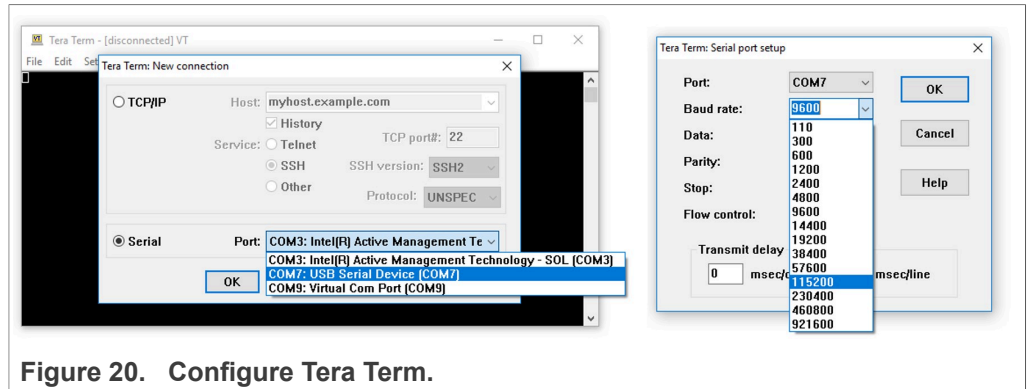 Tera Term - [disconnected] VT
File Edit Set
Tera Term: New connection
TCP/IP
Host: myhost.example.com
History
Service: Telnet
TCP port#: 22
SSH
SSH version: SSH2
Other
Protocol: UNSPEC
Serial
Port: COM3: Intel(R) Active Management Te
COM3: Intel(R) Active Management Technology - SOL (COM3)
COM7: USB Serial Device (COM7)
COM9: Virtual Com Port (COM9)
OK
Tera Term: Serial port setup
Port: COM7
OK
Baud rate: 9600
Data:
Cancel
Parity:
Stop:
Help
Flow control:
110
300
600
1200
2400
4800
9600
14400
19200
38400
57600
115200
230400
460800
921600
Transmit delay
0 msec/c
msec/line
Figure 20. Configure Tera Term.